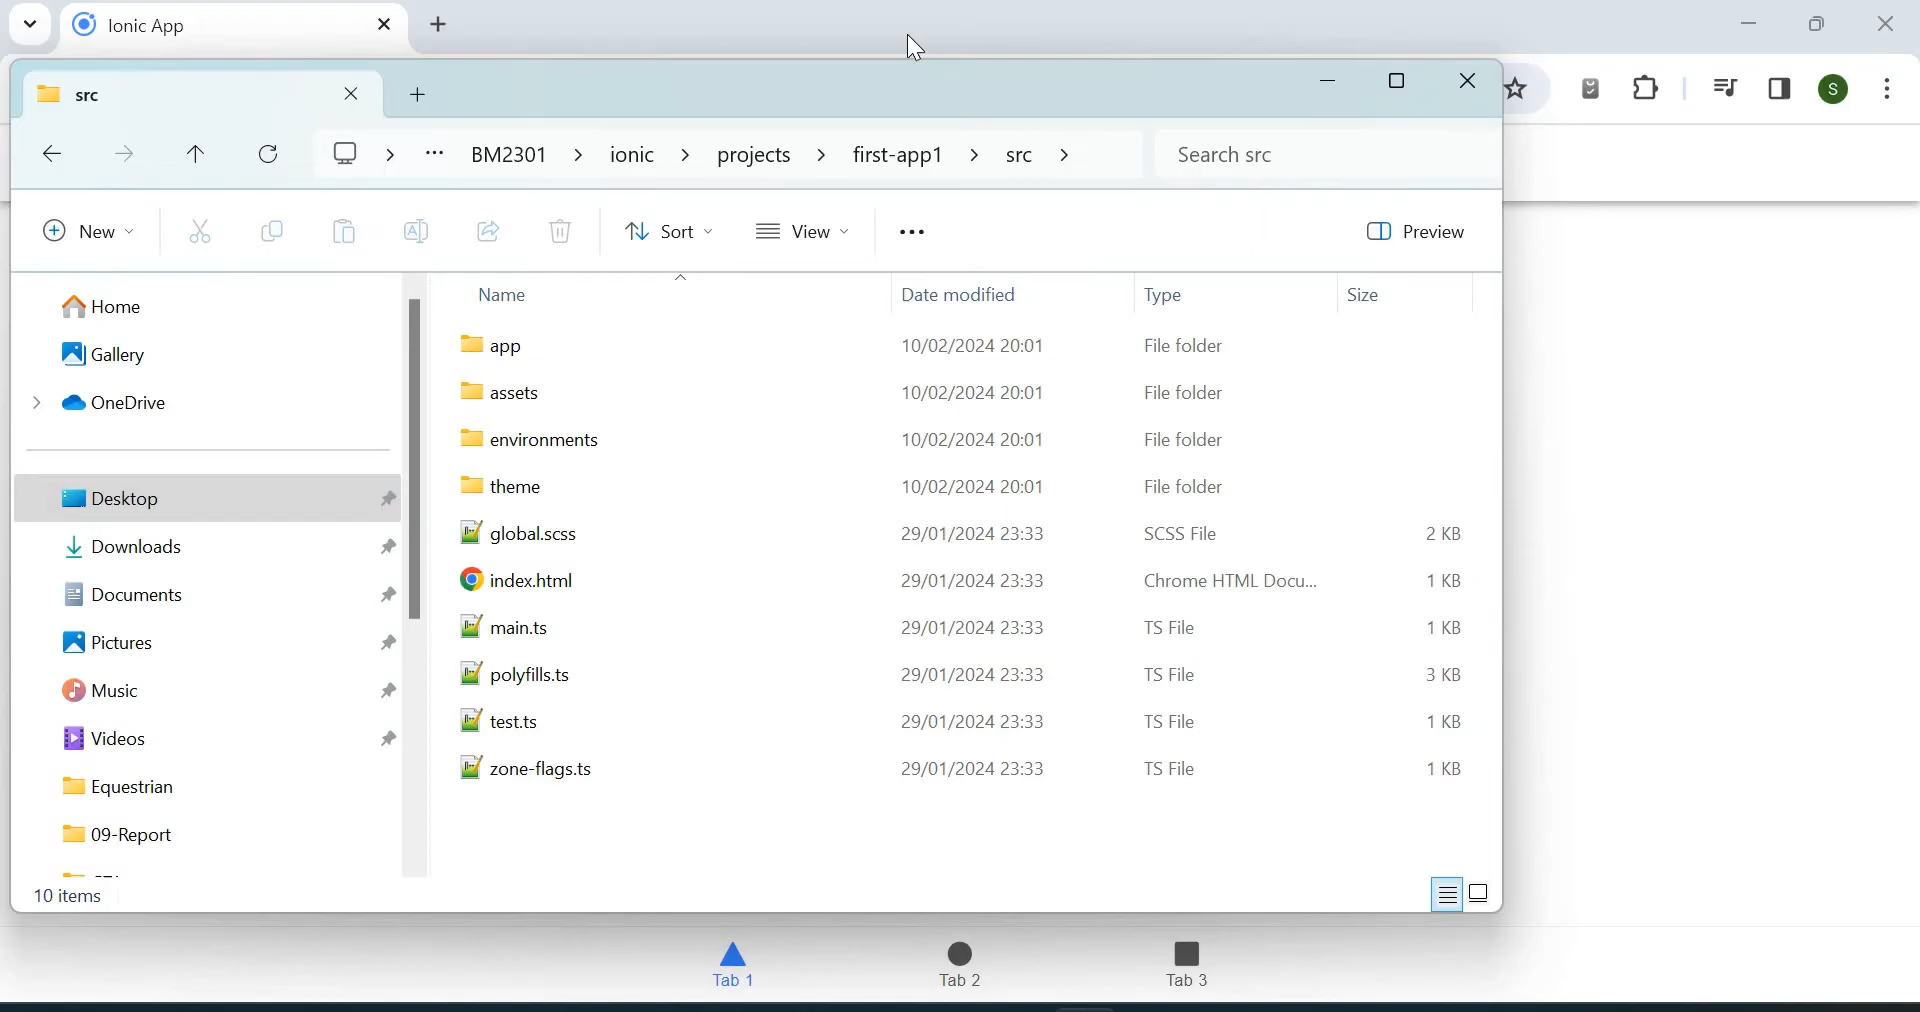 Ionic App
S
src
BM2301 ionic projects first-app1 src
Search src
New
Sort
View
Preview
Home
Gallery
OneDrive
Desktop
Downloads
Documents
Pictures
Music
Videos
Equestrian
09-Report
Name Date modified Type Size
app 10/02/2024 20:01 File folder
assets 10/02/2024 20:01 File folder
environments 10/02/2024 20:01 File folder
theme 10/02/2024 20:01 File folder
global.scss 29/01/2024 23:33 SCSS File 2 KB
index.html 29/01/2024 23:33 Chrome HTML Docu... 1 KB
main.ts 29/01/2024 23:33 TS File 1 KB
polyfills.ts 29/01/2024 23:33 TS File 3 KB
test.ts 29/01/2024 23:33 TS File 1 KB
zone-flags.ts 29/01/2024 23:33 TS File 1 KB
10 items
Tab 1 Tab 2 Tab 3